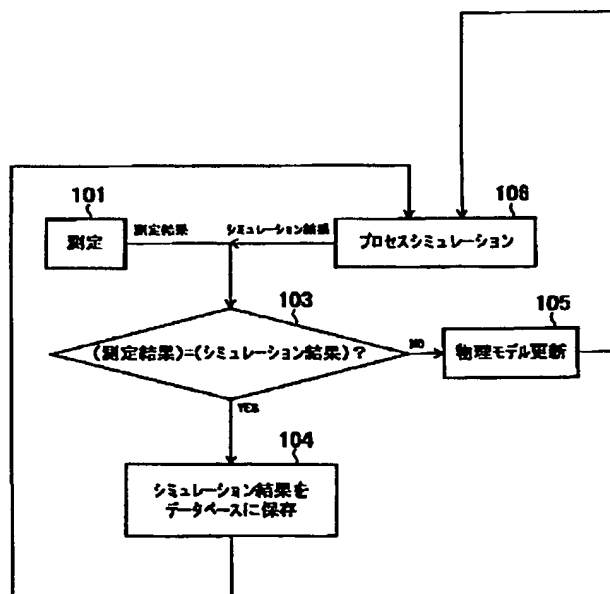 101
測定
測定結果
シミュレーション結果
106
プロセスシミュレーション
103
(測定結果)=(シミュレーション結果)?
NO
105
物理モデル更新
YES
104
シミュレーション結果を
データベースに保存